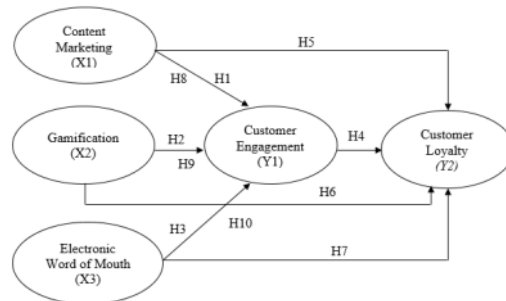 Content
Marketing
(X1)
H5
H8
H1
Gamification
(X2)
H2
H9
Customer
Engagement
(Y1)
H4
Customer
Loyalty
(Y2)
H6
H3
H10
Electronic
Word of Mouth
(X3)
H7